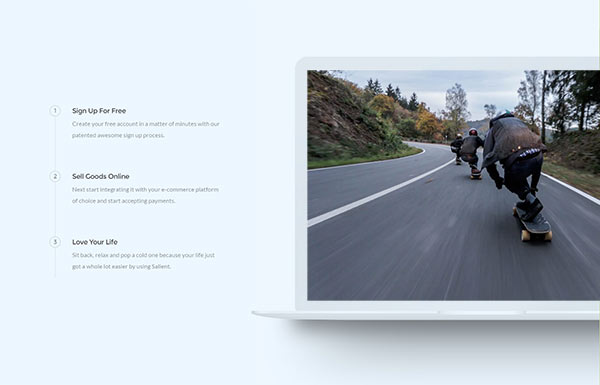 1
Sign Up For Free
Create your free account in a matter of minutes with our
patented awesome sign up process.
2
Sell Goods Online
Next start integrating it with your e-commerce platform
of choice and start accepting payments.
3
Love Your Life
Sit back, relax and pop a cold one because your life just
got a whole lot easier by using Salient.